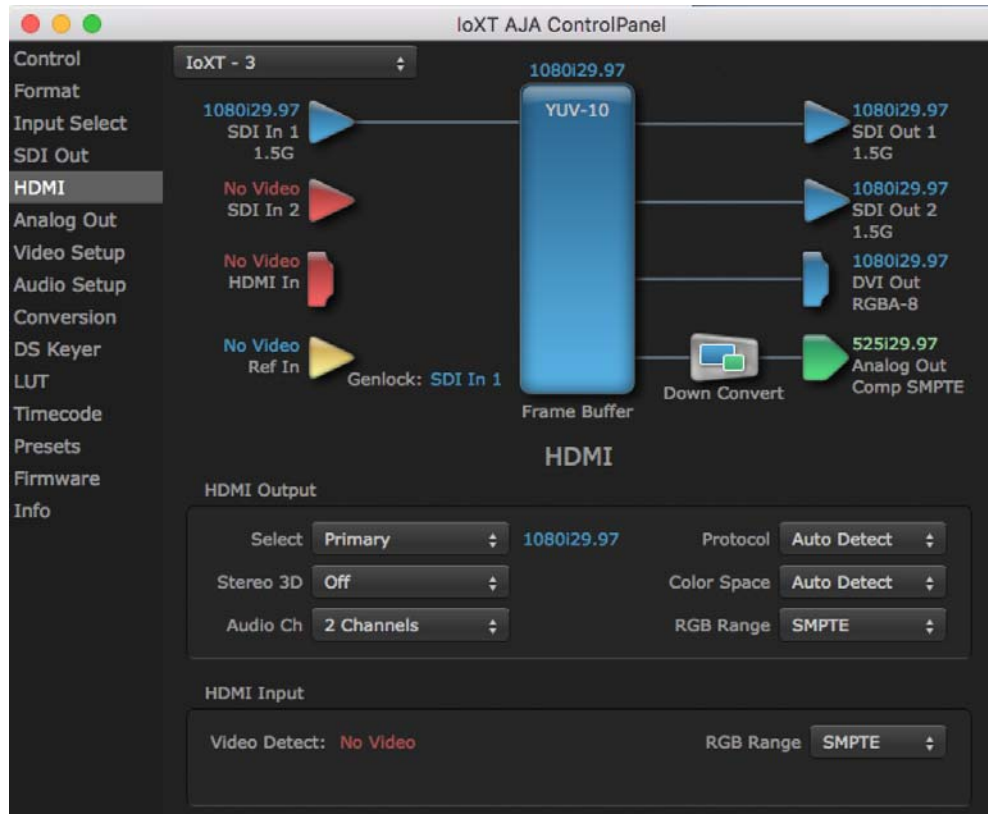 IoXT AJA ControlPanel
Control
Format
Input Select
SDI Out
HDMI
Analog Out
Video Setup
Audio Setup
Conversion
DS Keyer
LUT
Timecode
Presets
Firmware
Info
IoXT - 3
1080i29.97
YUV-10
Frame Buffer
1080i29.97
SDI In 1
1.5G
No Video
SDI In 2
No Video
HDMI In
No Video
Ref In
Genlock: SDI In 1
1080i29.97
SDI Out 1
1.5G
1080i29.97
SDI Out 2
1.5G
1080i29.97
DVI Out
RGBA-8
Down Convert
525i29.97
Analog Out
Comp SMPTE
HDMI
HDMI Output
Select Primary 1080i29.97 Protocol Auto Detect
Stereo 3D Off Color Space Auto Detect
Audio Ch 2 Channels RGB Range SMPTE
HDMI Input
Video Detect: No Video RGB Range SMPTE